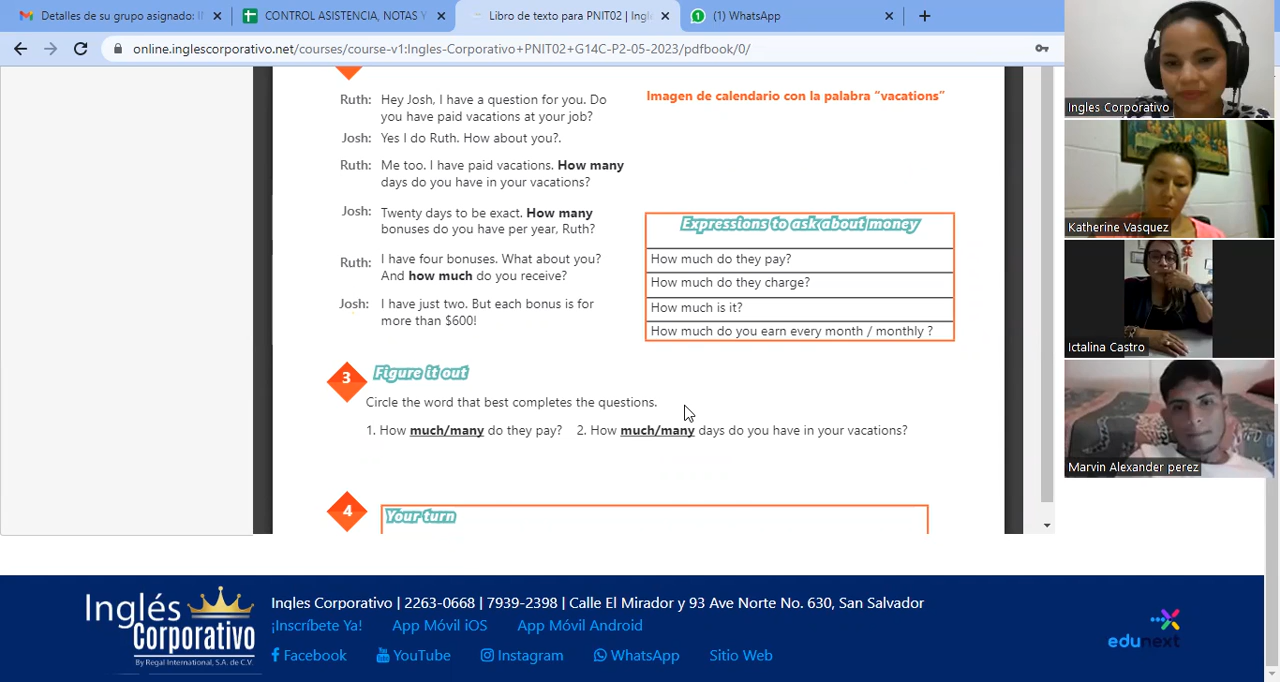 Detalles de su grupo asignado: I
CONTROL ASISTENCIA, NOTAS Y
Libro de texto para PNIT02 | Ingl
(1) WhatsApp
online.inglescorporativo.net/courses/course-v1:Ingles-Corporativo+PNIT02+G14C-P2-05-2023/pdfbook/0/
Ruth: Hey Josh, I have a question for you. Do
you have paid vacations at your job?
Josh: Yes I do Ruth. How about you?.
Ruth: Me too. I have paid vacations. How many
days do you have in your vacations?
Josh: Twenty days to be exact. How many
bonuses do you have per year, Ruth?
Ruth: I have four bonuses. What about you?
And how much do you receive?
Josh: I have just two. But each bonus is for
more than $600!
Imagen de calendario con la palabra "vacations"
Expressions to ask about money
How much do they pay?
How much do they charge?
How much is it?
How much do you earn every month / monthly ?
3 Figure it out
Circle the word that best completes the questions.
1. How much/many do they pay? 2. How much/many days do you have in your vacations?
4 Your turn
Ingles Corporativo
Katherine Vasquez
Ictalina Castro
Marvin Alexander perez
Inglés
Corporativo
By Regal International, S.A. de C.V.
Ingles Corporativo | 2263-0668 | 7939-2398 | Calle El Mirador y 93 Ave Norte No. 630, San Salvador
¡Inscríbete Ya! App Móvil iOS App Móvil Android
Facebook YouTube Instagram WhatsApp Sitio Web
edunext